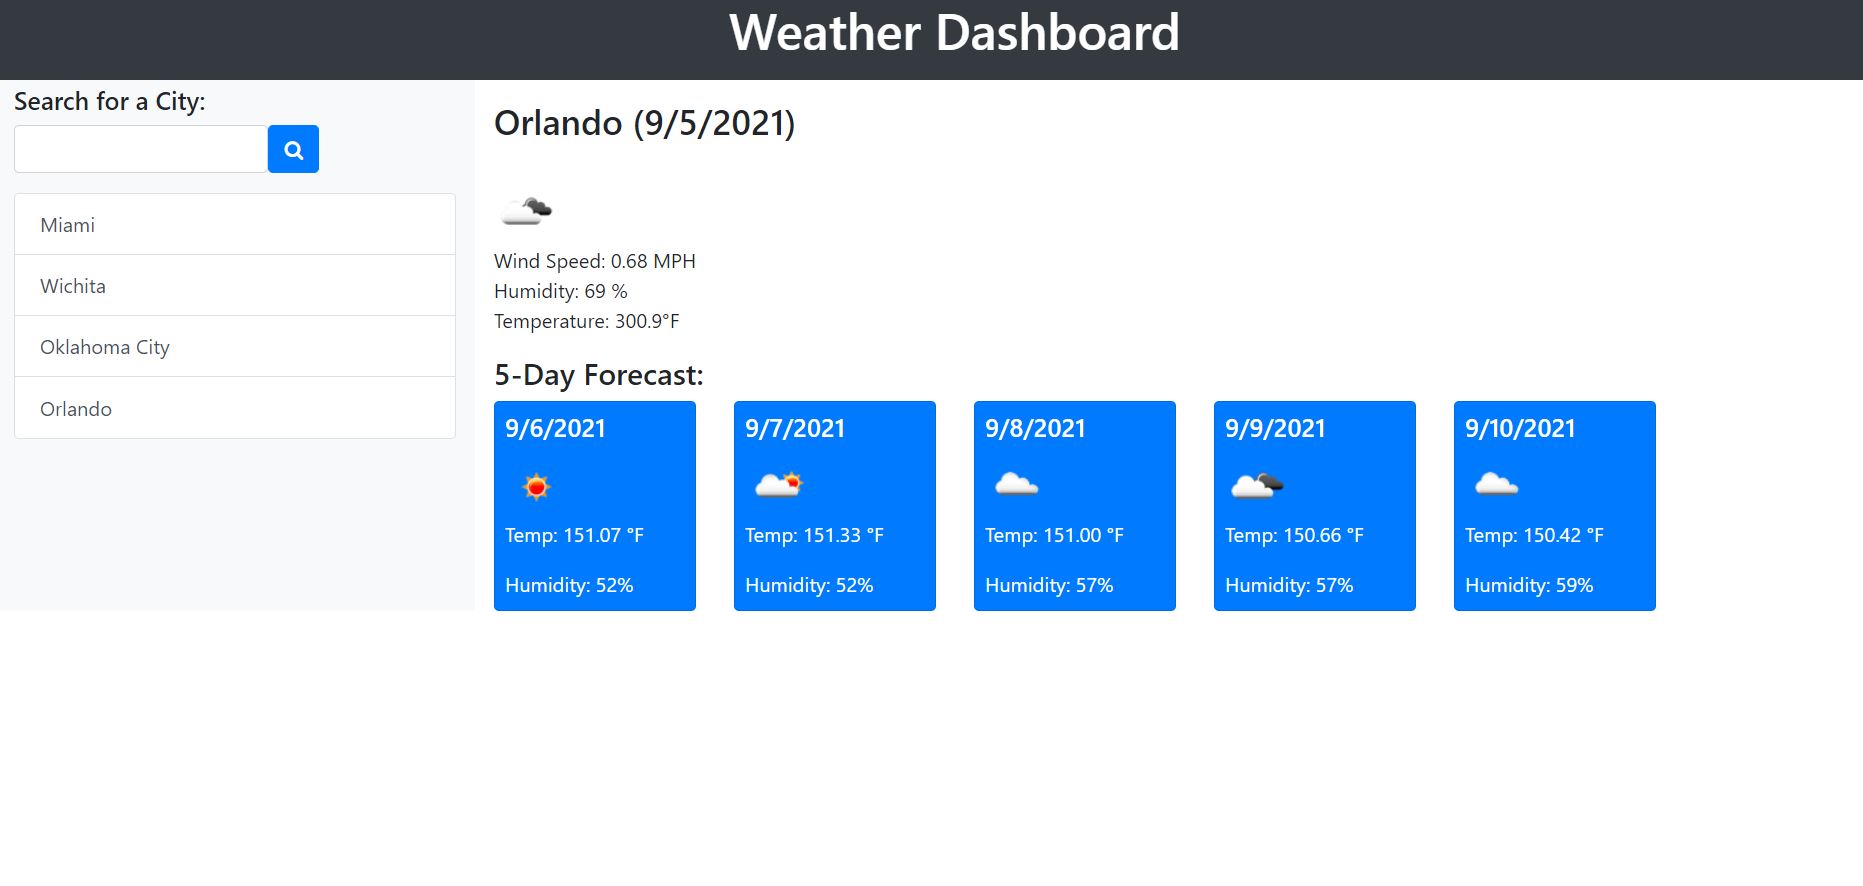 Weather Dashboard
Search for a City:
Miami
Wichita
Oklahoma City
Orlando
Orlando (9/5/2021)
Wind Speed: 0.68 MPH
Humidity: 69 %
Temperature: 300.9°F
5-Day Forecast:
9/6/2021
Temp: 151.07 °F
Humidity: 52%
9/7/2021
Temp: 151.33 °F
Humidity: 52%
9/8/2021
Temp: 151.00 °F
Humidity: 57%
9/9/2021
Temp: 150.66 °F
Humidity: 57%
9/10/2021
Temp: 150.42 °F
Humidity: 59%